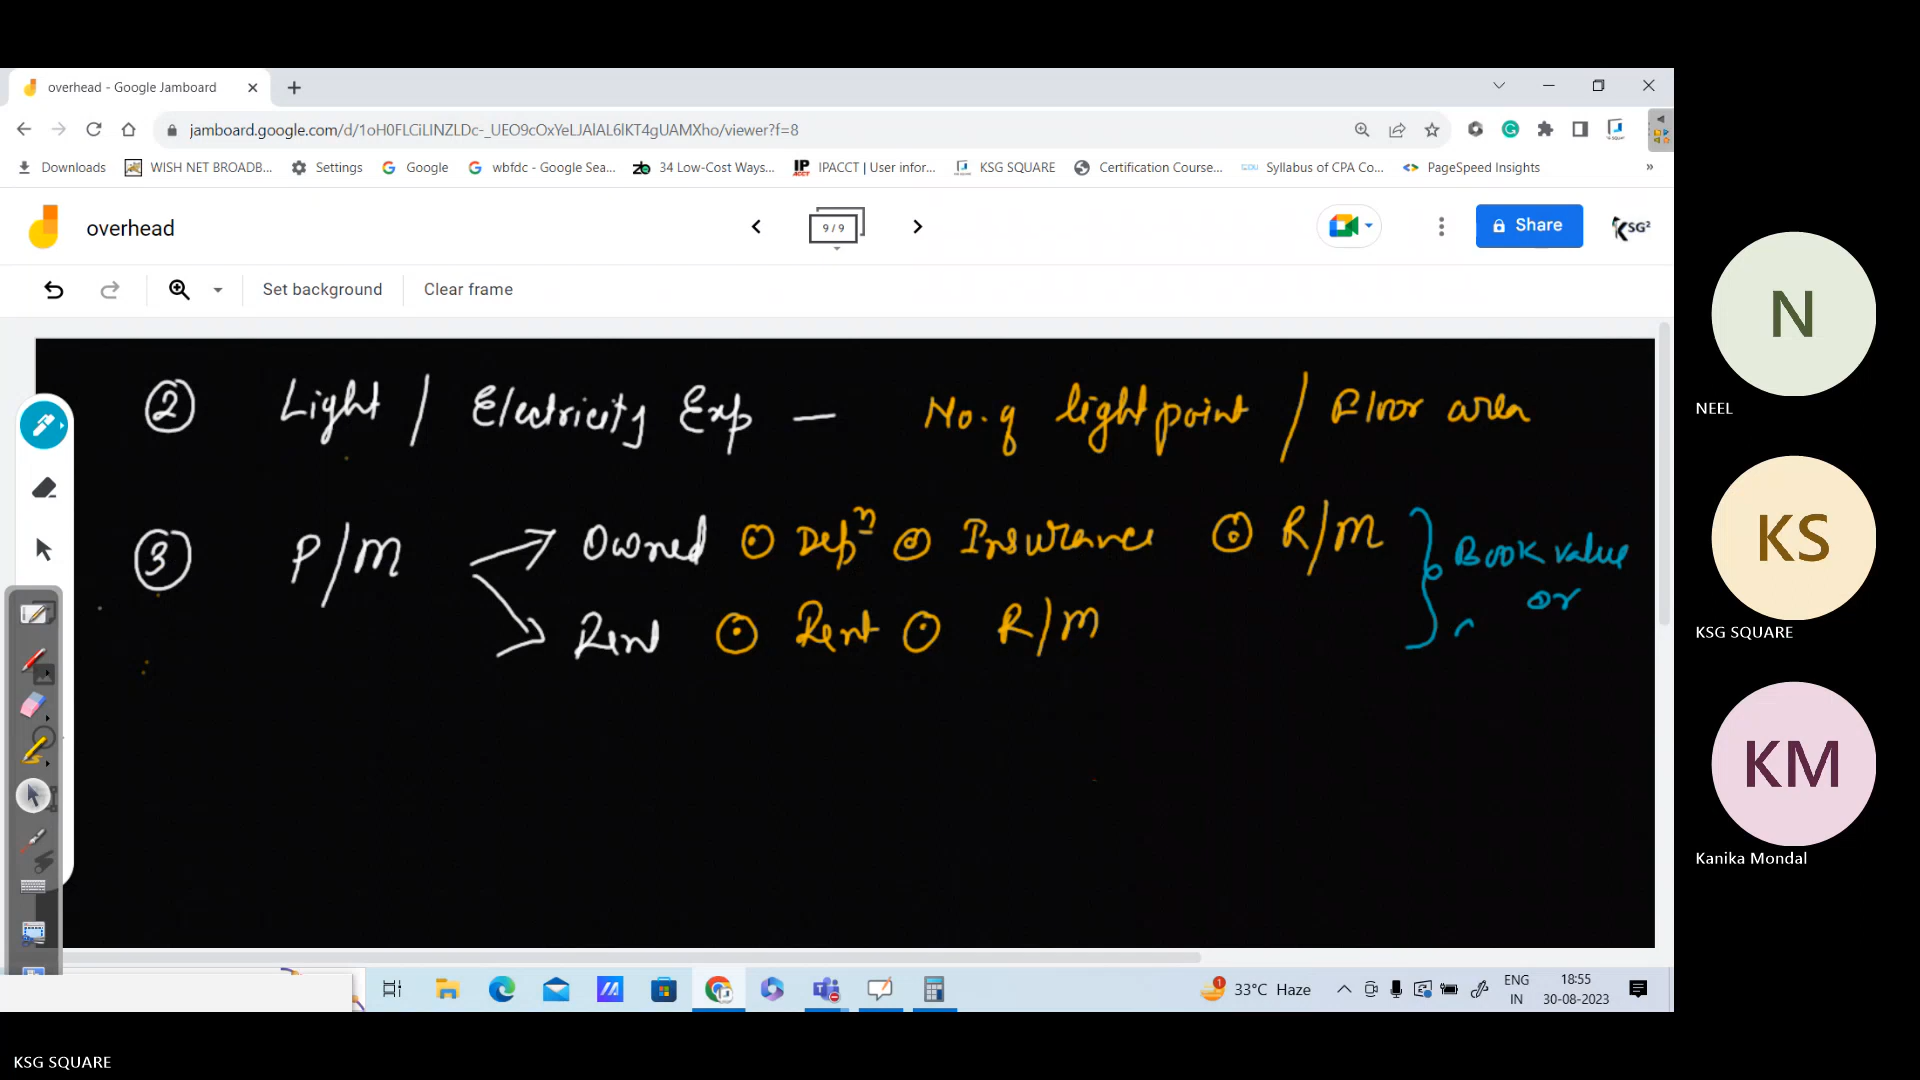 overhead - Google Jamboard
jamboard.google.com/d/1oH0FLCiLINZLDc-_UEO9cOxYeLJAlAL6lKT4gUAMXho/viewer?f=8
Downloads WISH NET BROADB... Settings Google wbfdc - Google Sea... 34 Low-Cost Ways... IPACCT | User infor... KSG SQUARE Certification Course... Syllabus of CPA Co... PageSpeed Insights »
overhead
9 / 9
Share
KSG²
Set background Clear frame
② Light / Electricity Exp — No. of light point / Floor area
③ P/M Owned ⊙ Depⁿ ⊙ Insurance ⊙ R/M
Book value
or
Rent ⊙ Rent ⊙ R/M
N
NEEL
KS
KSG SQUARE
KM
Kanika Mondal
1
33°C Haze
ENG
IN
18:55
30-08-2023
KSG SQUARE